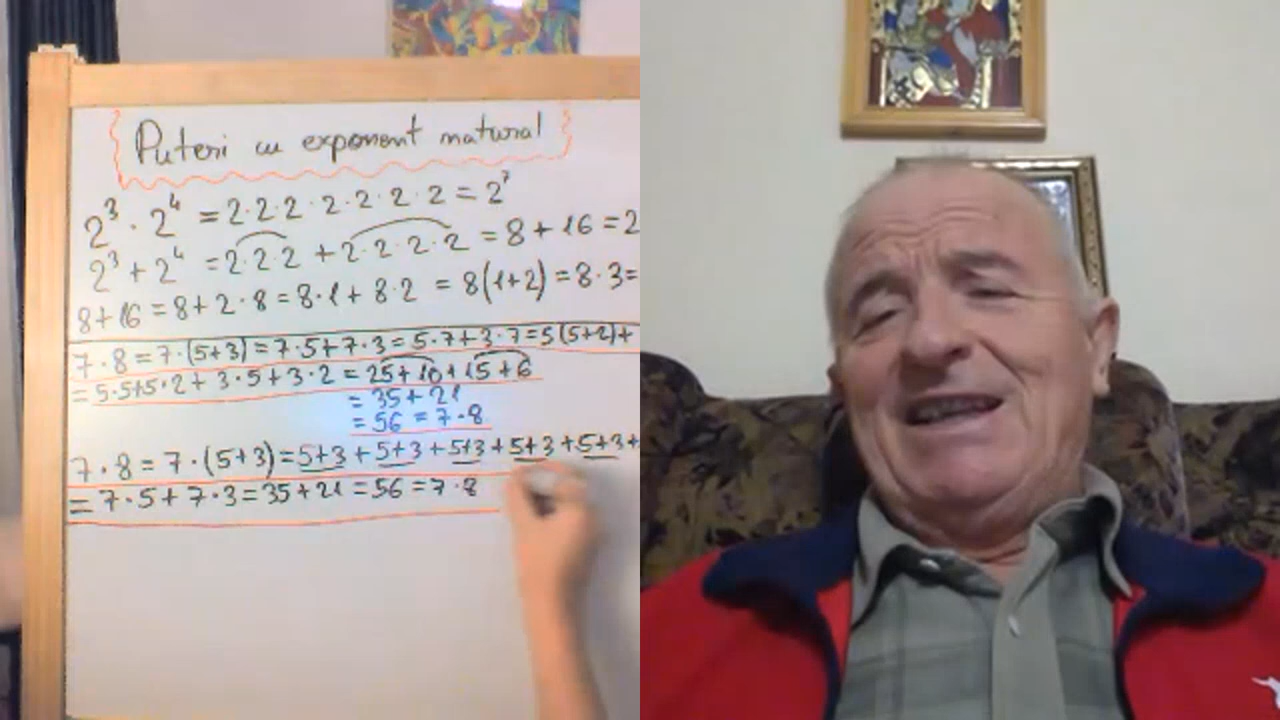 Puteri cu exponent natural
2³ · 2⁴ = 2·2·2·2·2·2·2 = 2⁷
2³ + 2⁴ = 2·2·2 + 2·2·2·2 = 8 + 16 = 2
8 + 16 = 8 + 2·8 = 8·1 + 8·2 = 8(1+2) = 8·3 =
7·8 = 7·(5+3) = 7·5 + 7·3 = 5·7 + 3·7 = 5(5+2) +
= 5·5 + 5·2 + 3·5 + 3·2 = 25 + 10 + 15 + 6
= 35 + 21
= 56 = 7·8
7·8 = 7·(5+3) = 5+3 + 5+3 + 5+3 + 5+3 + 5+3 +
= 7·5 + 7·3 = 35 + 21 = 56 = 7·8